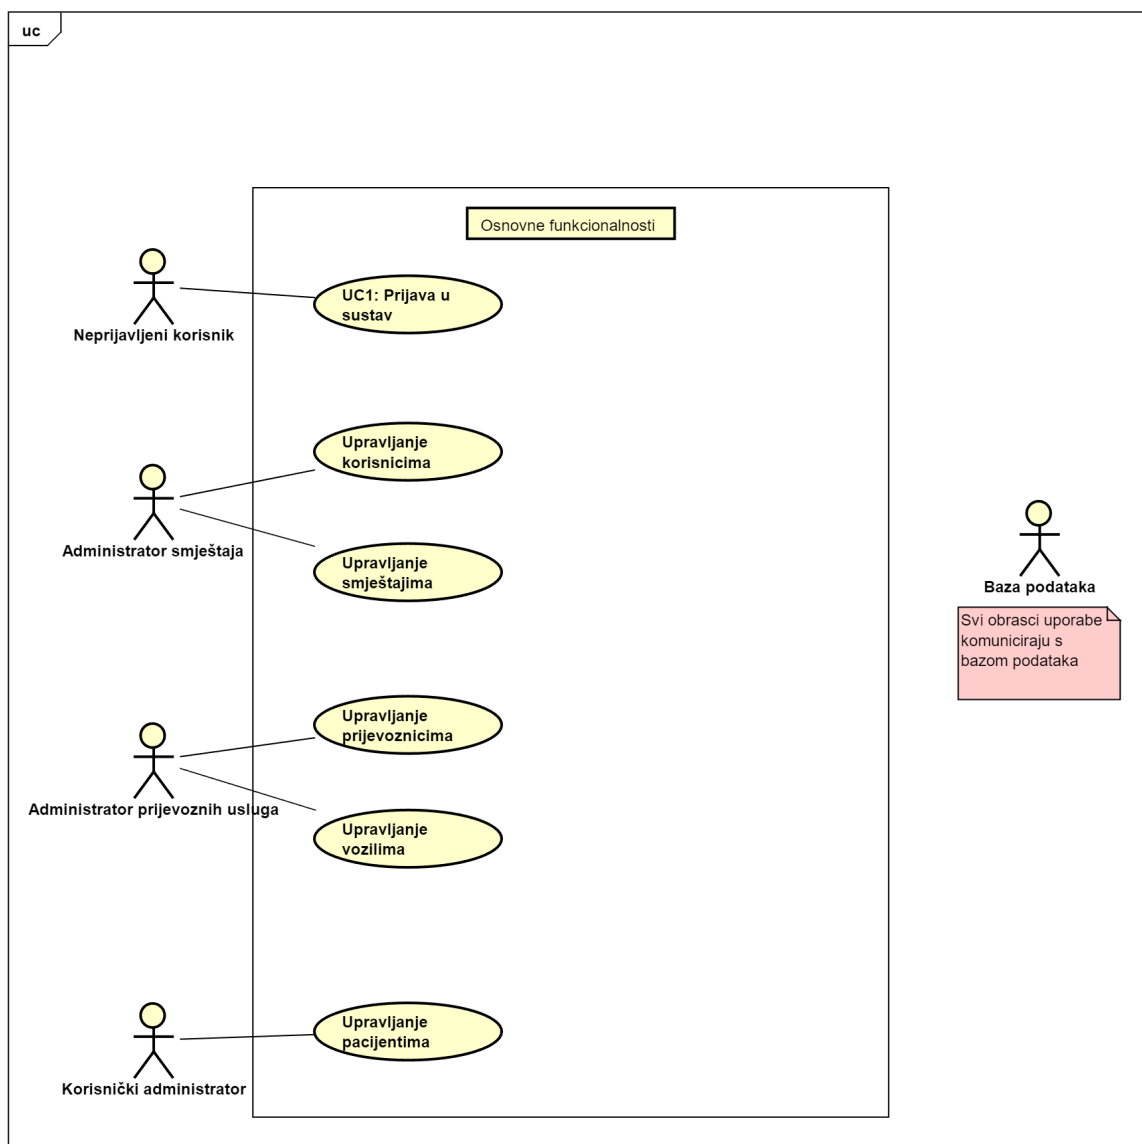 uc
Osnovne funkcionalnosti
UC1: Prijava u
sustav
Neprijavljeni korisnik
Upravljanje
korisnicima
Administrator smještaja
Upravljanje
smještajima
Baza podataka
Svi obrasci uporabe
komuniciraju s
bazom podataka
Upravljanje
prijevoznicima
Administrator prijevoznih usluga
Upravljanje
vozilima
Upravljanje
pacijentima
Korisnički administrator